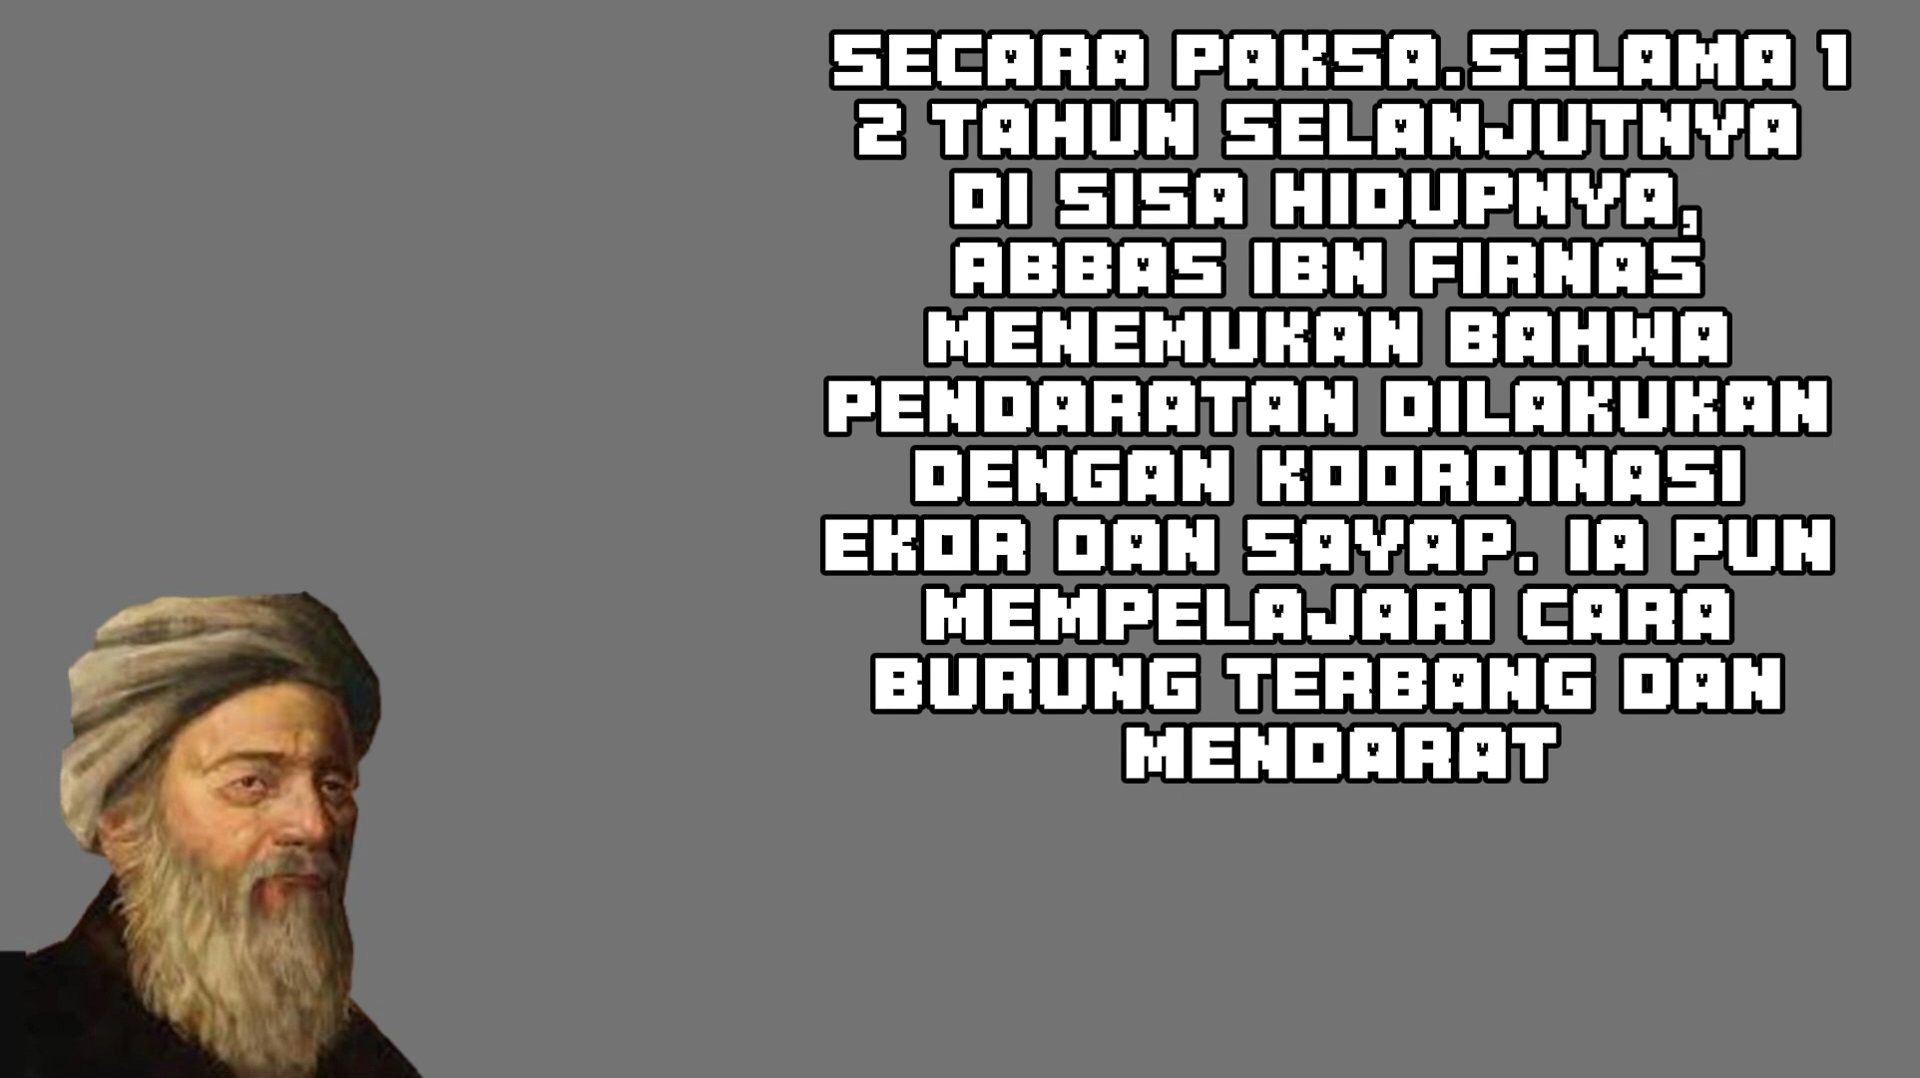 SECARA PAKSA.SELAMA 1
2 TAHUN SELANJUTNYA
DI SISA HIDUPNYA,
ABBAS IBN FIRNAS
MENEMUKAN BAHWA
PENDARATAN DILAKUKAN
DENGAN KOORDINASI
EKOR DAN SAYAP. IA PUN
MEMPELAJARI CARA
BURUNG TERBANG DAN
MENDARAT